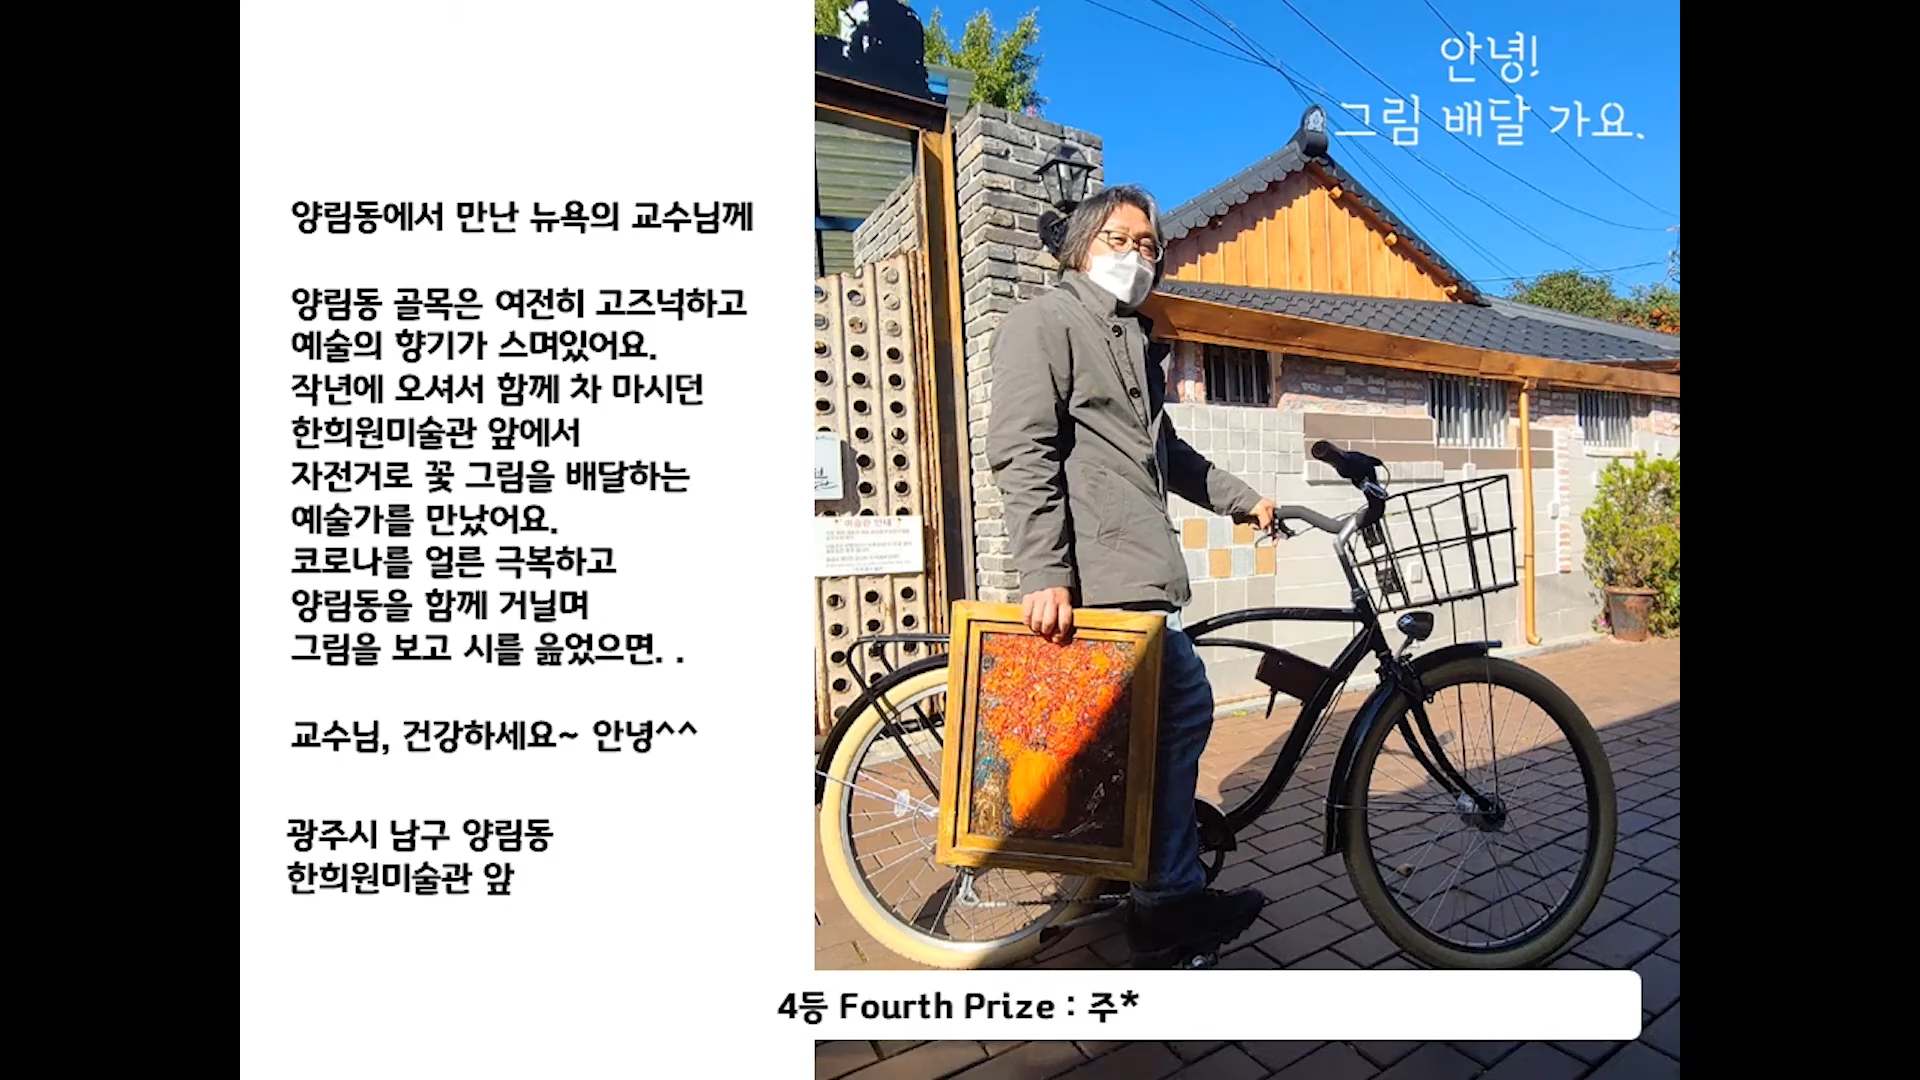 양림동에서 만난 뉴욕의 교수님께
양림동 골목은 여전히 고즈넉하고
예술의 향기가 스며있어요.
작년에 오셔서 함께 차 마시던
한희원미술관 앞에서
자전거로 꽃 그림을 배달하는
예술가를 만났어요.
코로나를 얼른 극복하고
양림동을 함께 거닐며
그림을 보고 시를 읊었으면. .
교수님, 건강하세요~ 안녕^^
광주시 남구 양림동
한희원미술관 앞
안녕!
그림 배달 가요.
미술관 안내
4등 Fourth Prize : 주*